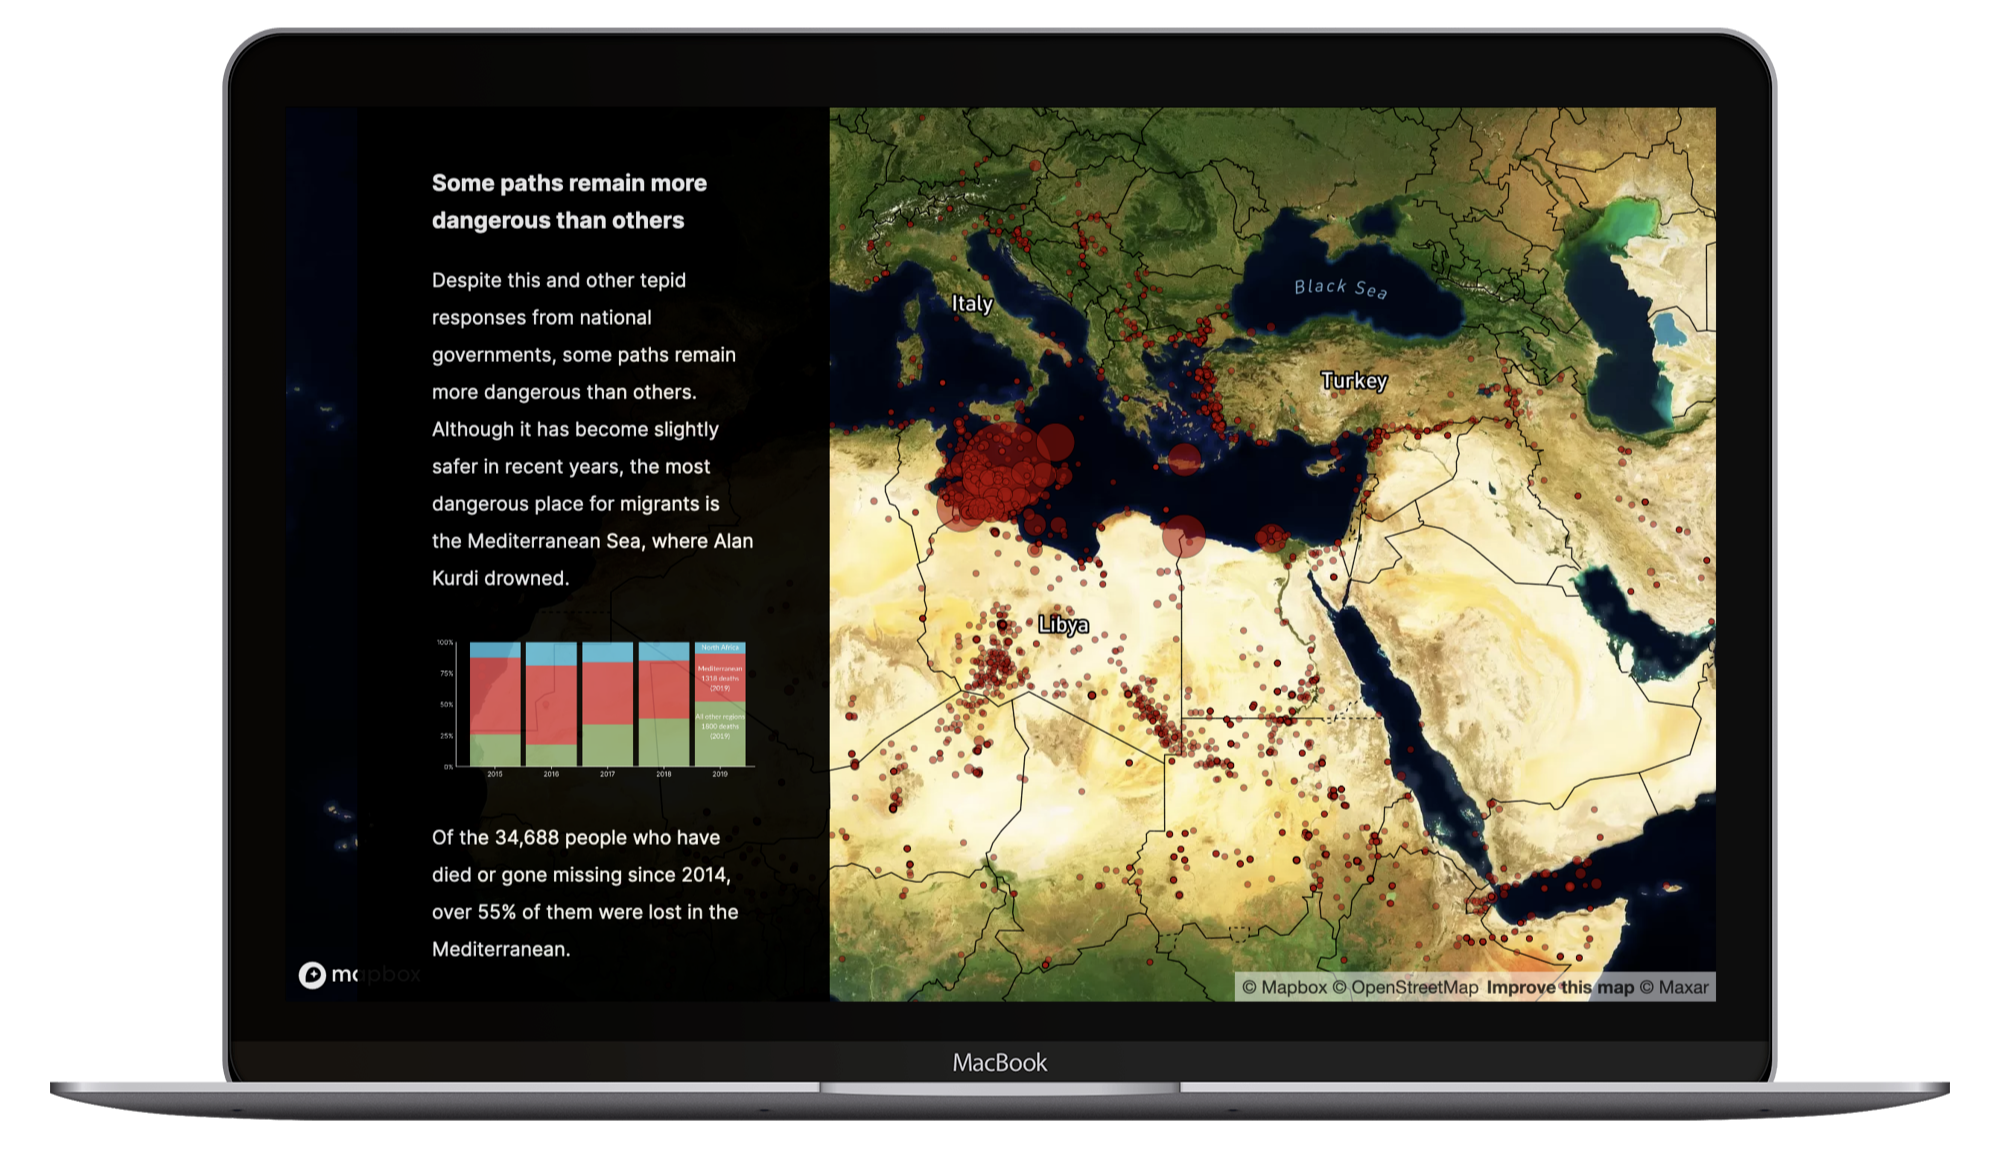 Some paths remain more
dangerous than others
Despite this and other tepid
responses from national
governments, some paths remain
more dangerous than others.
Although it has become slightly
safer in recent years, the most
dangerous place for migrants is
the Mediterranean Sea, where Alan
Kurdi drowned.
100%
75%
50%
25%
0%
North Africa
Mediterranean
1318 deaths
(2019)
All other regions
1800 deaths
(2019)
2015 2016 2017 2018 2019
Of the 34,688 people who have
died or gone missing since 2014,
over 55% of them were lost in the
Mediterranean.
mapbox
Italy
Black Sea
Turkey
Libya
© Mapbox © OpenStreetMap Improve this map © Maxar
MacBook